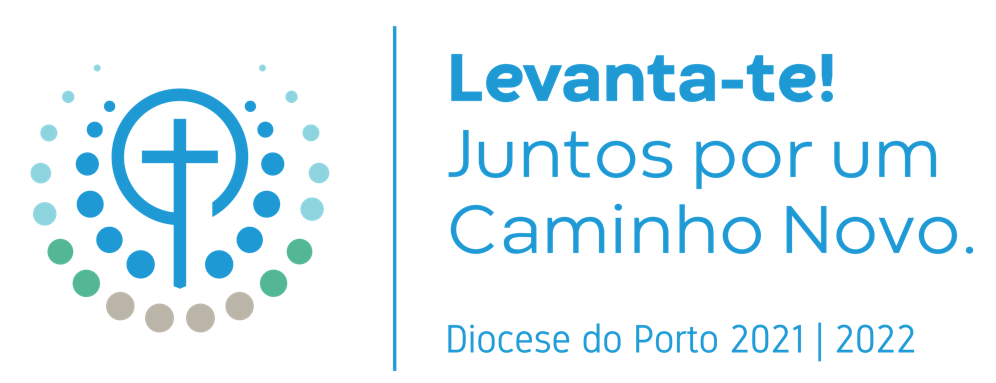 Levanta-te!
Juntos por um
Caminho Novo.
Diocese do Porto 2021 | 2022